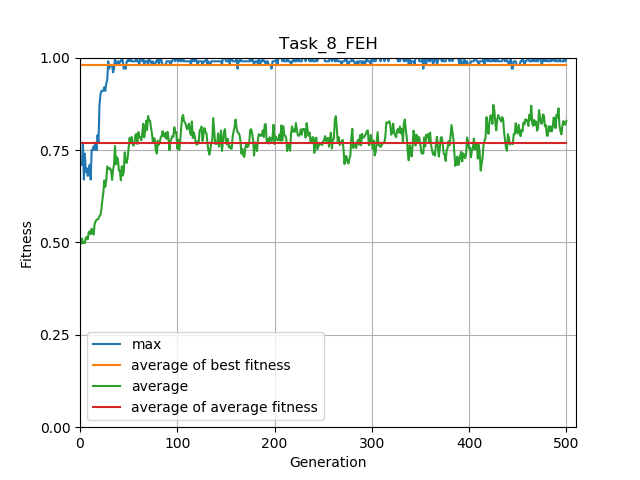 Task_8_FEH
1.00
0.75
0.50
0.25
0.00
Fitness
max
average of best fitness
average
average of average fitness
0 100 200 300 400 500
Generation